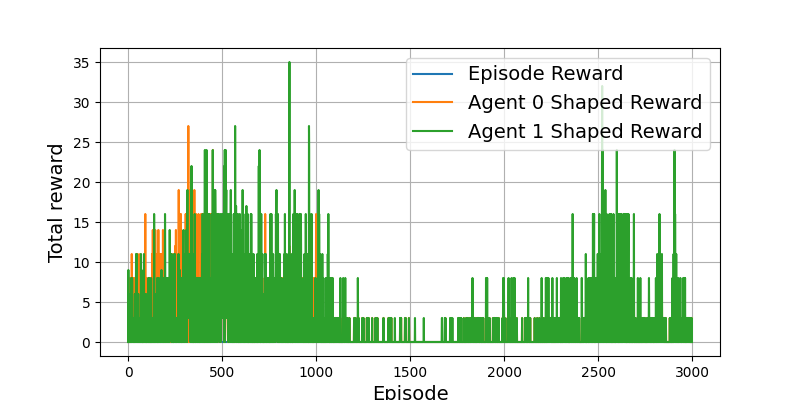 35
30
25
20
15
10
5
0
Total reward
Episode Reward
Agent 0 Shaped Reward
Agent 1 Shaped Reward
0 500 1000 1500 2000 2500 3000
Episode